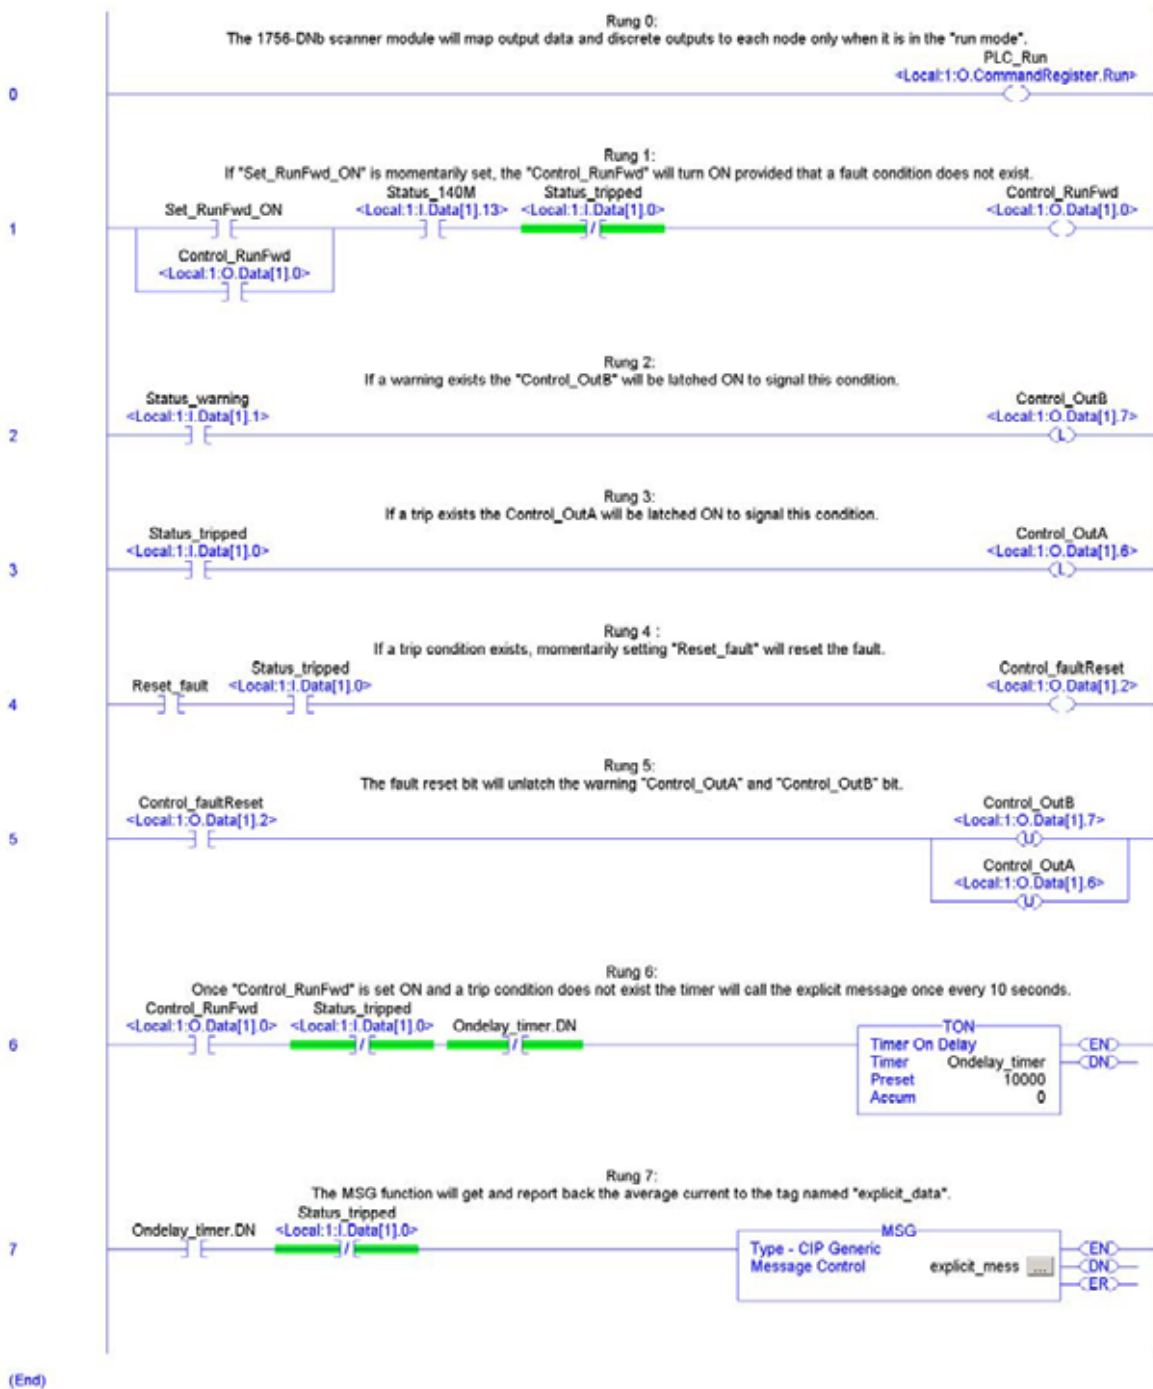 Rung 0:
The 1756-DNb scanner module will map output data and discrete outputs to each node only when it is in the "run mode".
PLC_Run
<Local:1:O.CommandRegister.Run>
0
Rung 1:
If "Set_RunFwd_ON" is momentarily set, the "Control_RunFwd" will turn ON provided that a fault condition does not exist.
Status_140M Status_tripped Control_RunFwd
Set_RunFwd_ON <Local:1:I.Data[1].13> <Local:1:I.Data[1].0> <Local:1:O.Data[1].0>
1
Control_RunFwd
<Local:1:O.Data[1].0>
Rung 2:
If a warning exists the "Control_OutB" will be latched ON to signal this condition.
Status_warning Control_OutB
<Local:1:I.Data[1].1> <Local:1:O.Data[1].7>
2 L
Rung 3:
If a trip exists the Control_OutA will be latched ON to signal this condition.
Status_tripped Control_OutA
<Local:1:I.Data[1].0> <Local:1:O.Data[1].6>
3 L
Rung 4 :
If a trip condition exists, momentarily setting "Reset_fault" will reset the fault.
Status_tripped Control_faultReset
Reset_fault <Local:1:I.Data[1].0> <Local:1:O.Data[1].2>
4
Rung 5:
The fault reset bit will unlatch the warning "Control_OutA" and "Control_OutB" bit.
Control_faultReset Control_OutB
<Local:1:O.Data[1].2> <Local:1:O.Data[1].7>
5 U
Control_OutA
<Local:1:O.Data[1].6>
U
Rung 6:
Once "Control_RunFwd" is set ON and a trip condition does not exist the timer will call the explicit message once every 10 seconds.
Control_RunFwd Status_tripped
<Local:1:O.Data[1].0> <Local:1:I.Data[1].0> Ondelay_timer.DN TON
6 Timer On Delay EN
Timer Ondelay_timer DN
Preset 10000
Accum 0
Rung 7:
The MSG function will get and report back the average current to the tag named "explicit_data".
Status_tripped
Ondelay_timer.DN <Local:1:I.Data[1].0> MSG
7 Type - CIP Generic EN
Message Control explicit_mess ... DN
ER
(End)